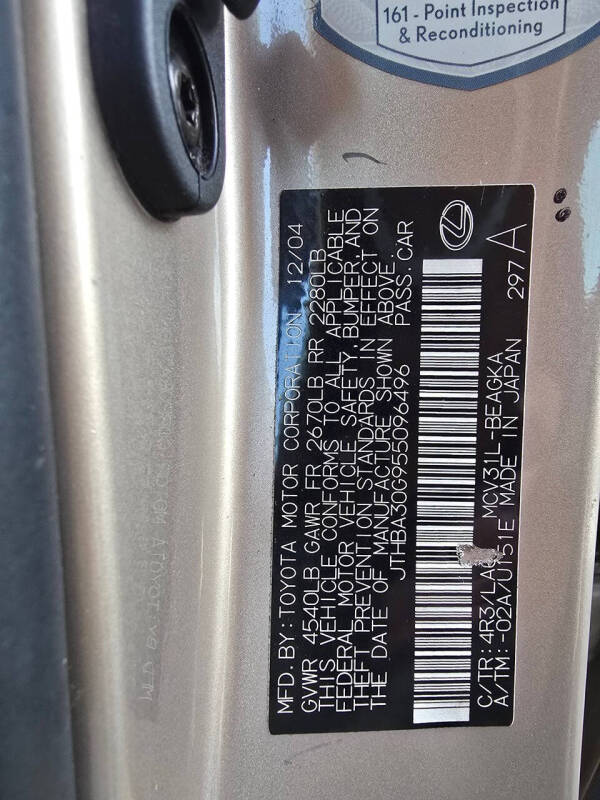 161 - Point Inspection
& Reconditioning
MFD.BY:TOYOTA MOTOR CORPORATION 12/04
GVWR 4540LB GAWR FR 2670LB RR 2280LB
THIS VEHICLE CONFORMS TO ALL APPLICABLE
FEDERAL MOTOR VEHICLE SAFETY,BUMPER,AND
THEFT PREVENTION STANDARDS IN EFFECT ON
THE DATE OF MANUFACTURE SHOWN ABOVE.
JTHBA30G955096496 PASS.CAR
C/TR:4R3/LA MCV31L-BEAGKA
A/TM:-02A/U151E MADE IN JAPAN 297 A